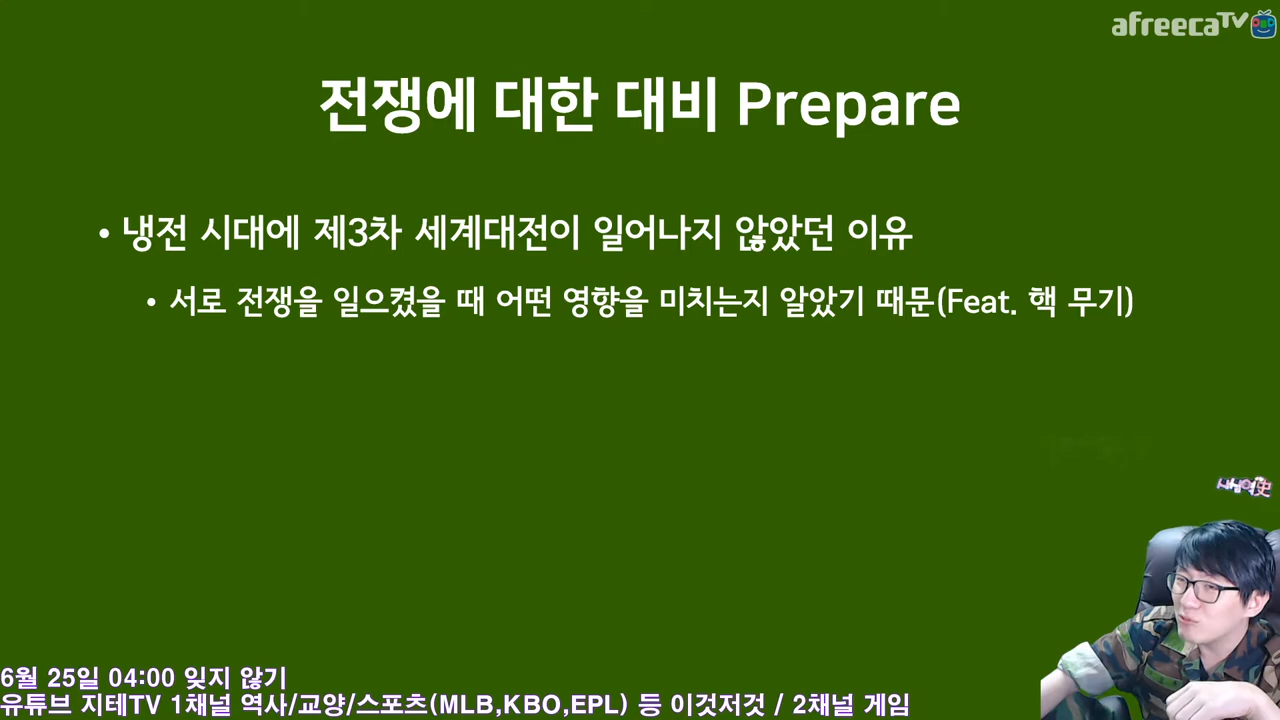 afreecaTV
전쟁에 대한 대비 Prepare
• 냉전 시대에 제3차 세계대전이 일어나지 않았던 이유
• 서로 전쟁을 일으켰을 때 어떤 영향을 미치는지 알았기 때문(Feat. 핵 무기)
6월 25일 04:00 잊지 않기
유튜브 지테TV 1채널 역사/교양/스포츠(MLB,KBO,EPL) 등 이것저것 / 2채널 게임